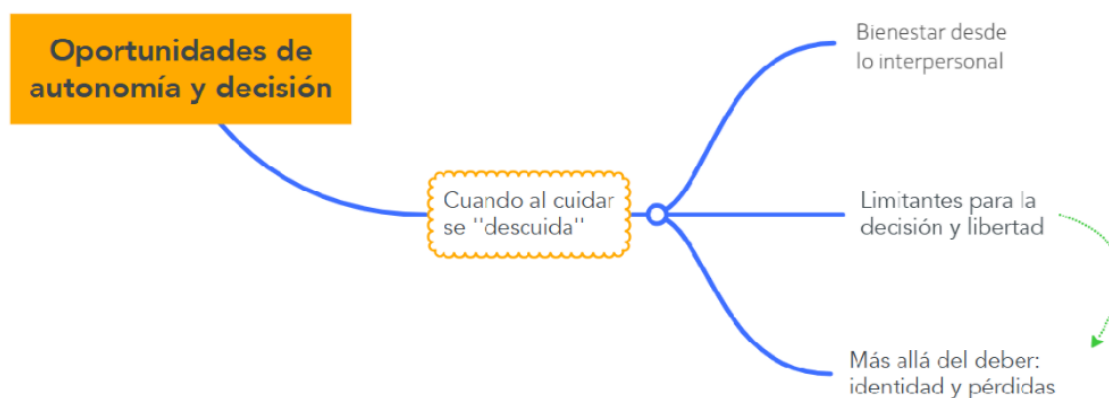 Oportunidades de
autonomía y decisión
Cuando al cuidar
se "descuida"
Bienestar desde
lo interpersonal
Limitantes para la
decisión y libertad
Más allá del deber:
identidad y pérdidas